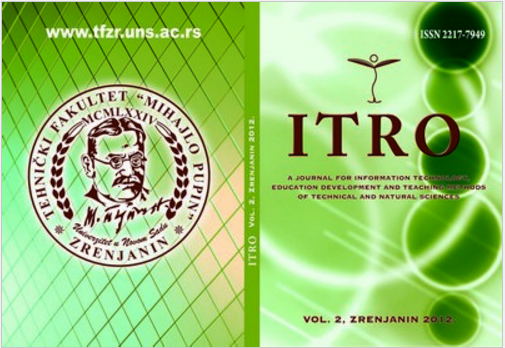 www.tfzr.uns.ac.rs
TEHNIČKI FAKULTET "MIHAJLO PUPIN"
MCMLXXIV
Univerzitet u Novom Sadu
ZRENJANIN
ITRO VOL. 2, ZRENJANIN 2012.
ISSN 2217-7949
ITRO
A JOURNAL FOR INFORMATION TECHNOLOGY,
EDUCATION DEVELOPMENT AND TEACHING METHODS
OF TECHNICAL AND NATURAL SCIENCES
VOL. 2, ZRENJANIN 2012.